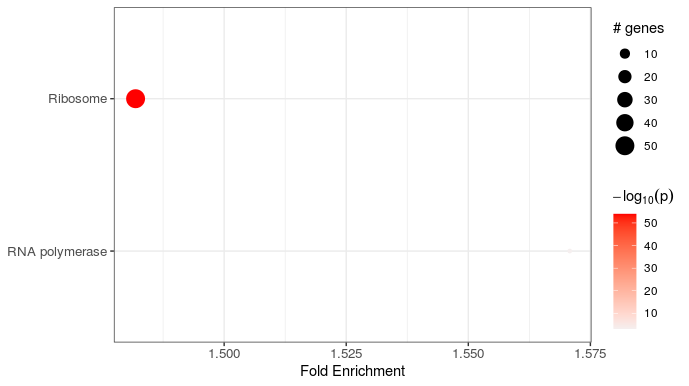 Ribosome
RNA polymerase
1.500 1.525 1.550 1.575
Fold Enrichment
# genes
10
20
30
40
50
−log10(p)
50
40
30
20
10